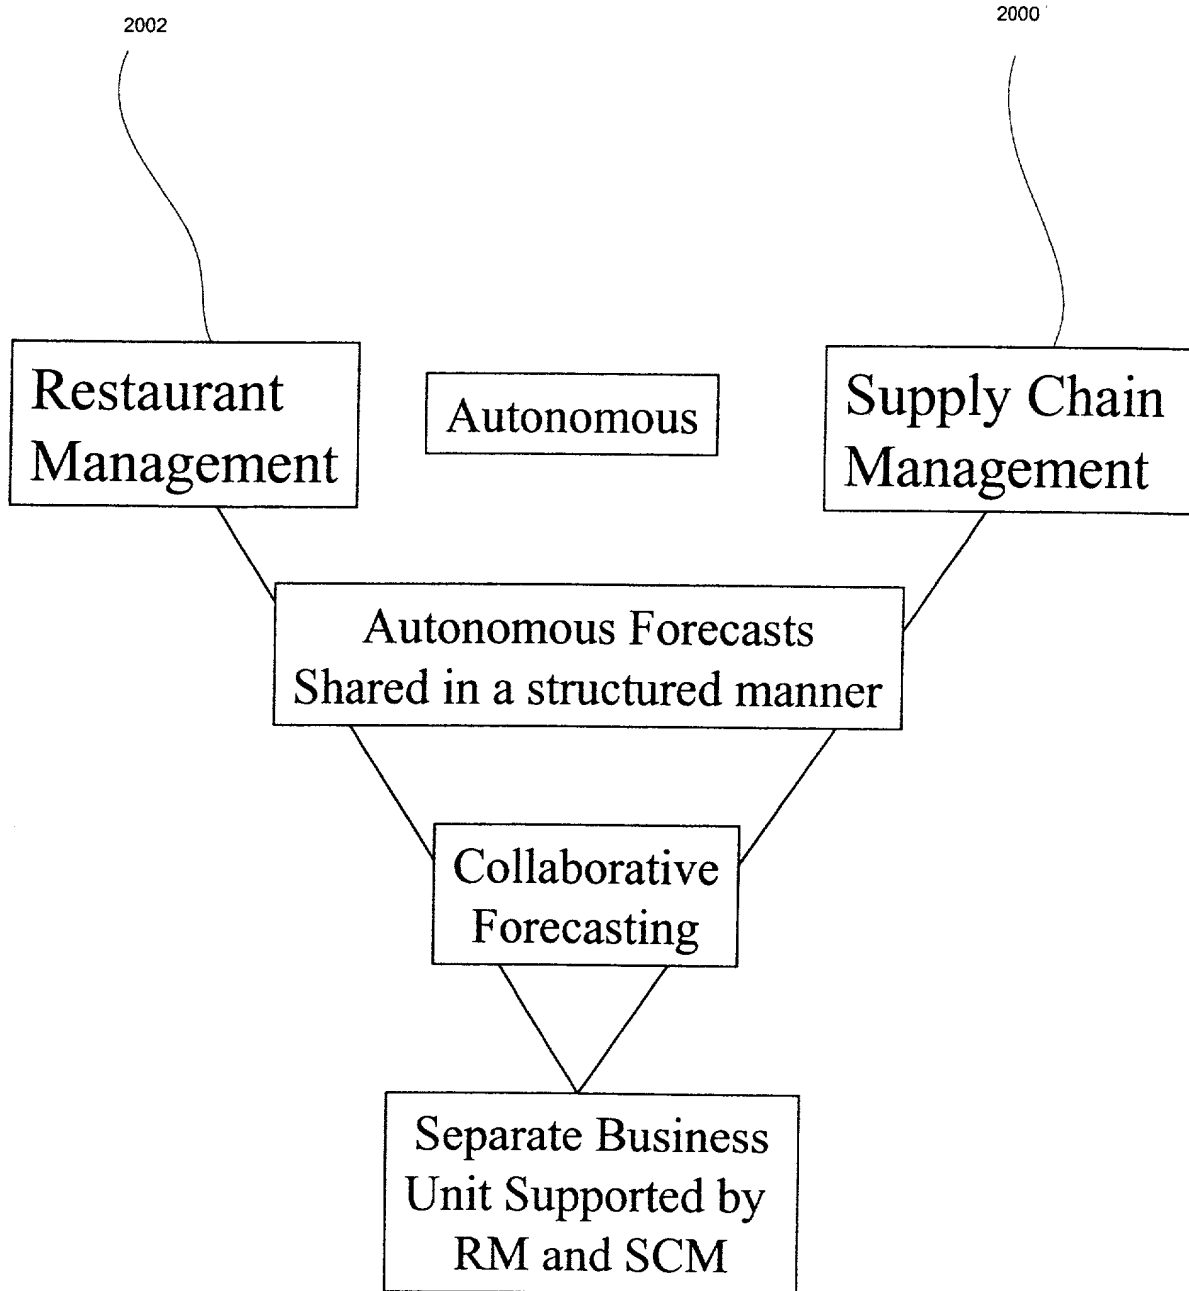 2002
2000
Restaurant
Management
Autonomous
Supply Chain
Management
Autonomous Forecasts
Shared in a structured manner
Collaborative
Forecasting
Separate Business
Unit Supported by
RM and SCM